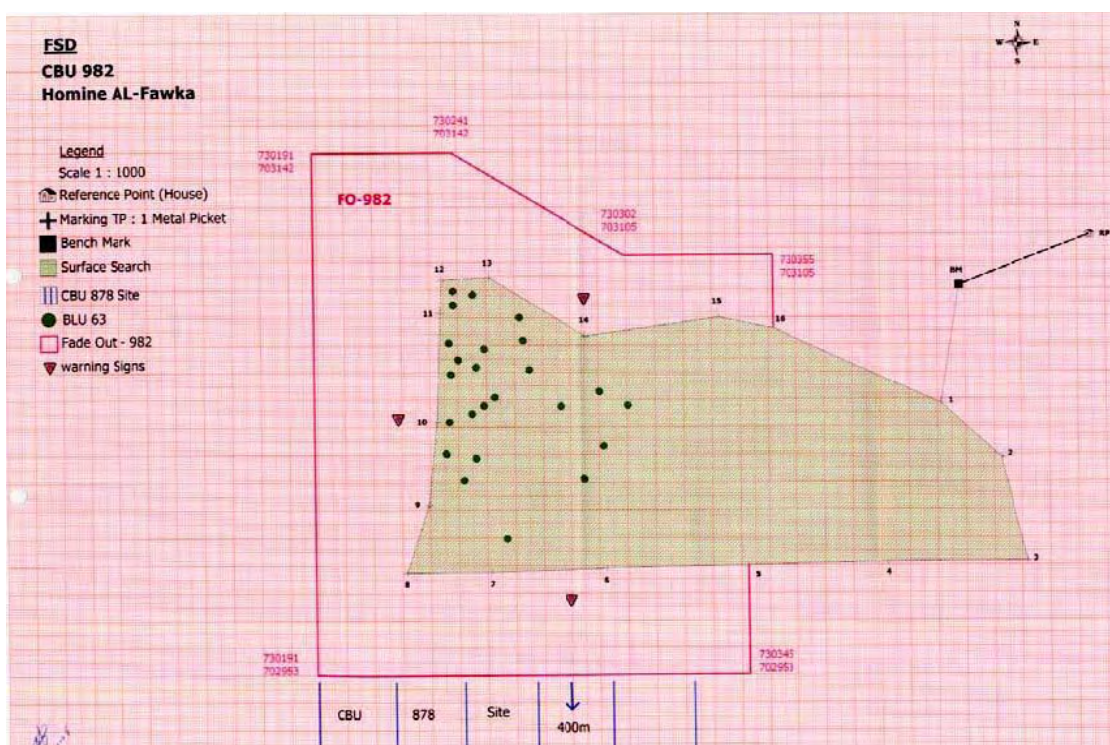 FSD
CBU 982
Homine AL-Fawka
N
W E
S
Legend
Scale 1 : 1000
Reference Point (House)
Marking TP : 1 Metal Picket
Bench Mark
Surface Search
CBU 878 Site
BLU 63
Fade Out - 982
warning Signs
730191
703142
730241
703142
FO-982
730302
703105
730355
703105
RP
BM
12
13
11
14
15
16
1
10
2
9
3
8
7
6
5
4
730191
702953
730345
702953
CBU 878 Site
400m